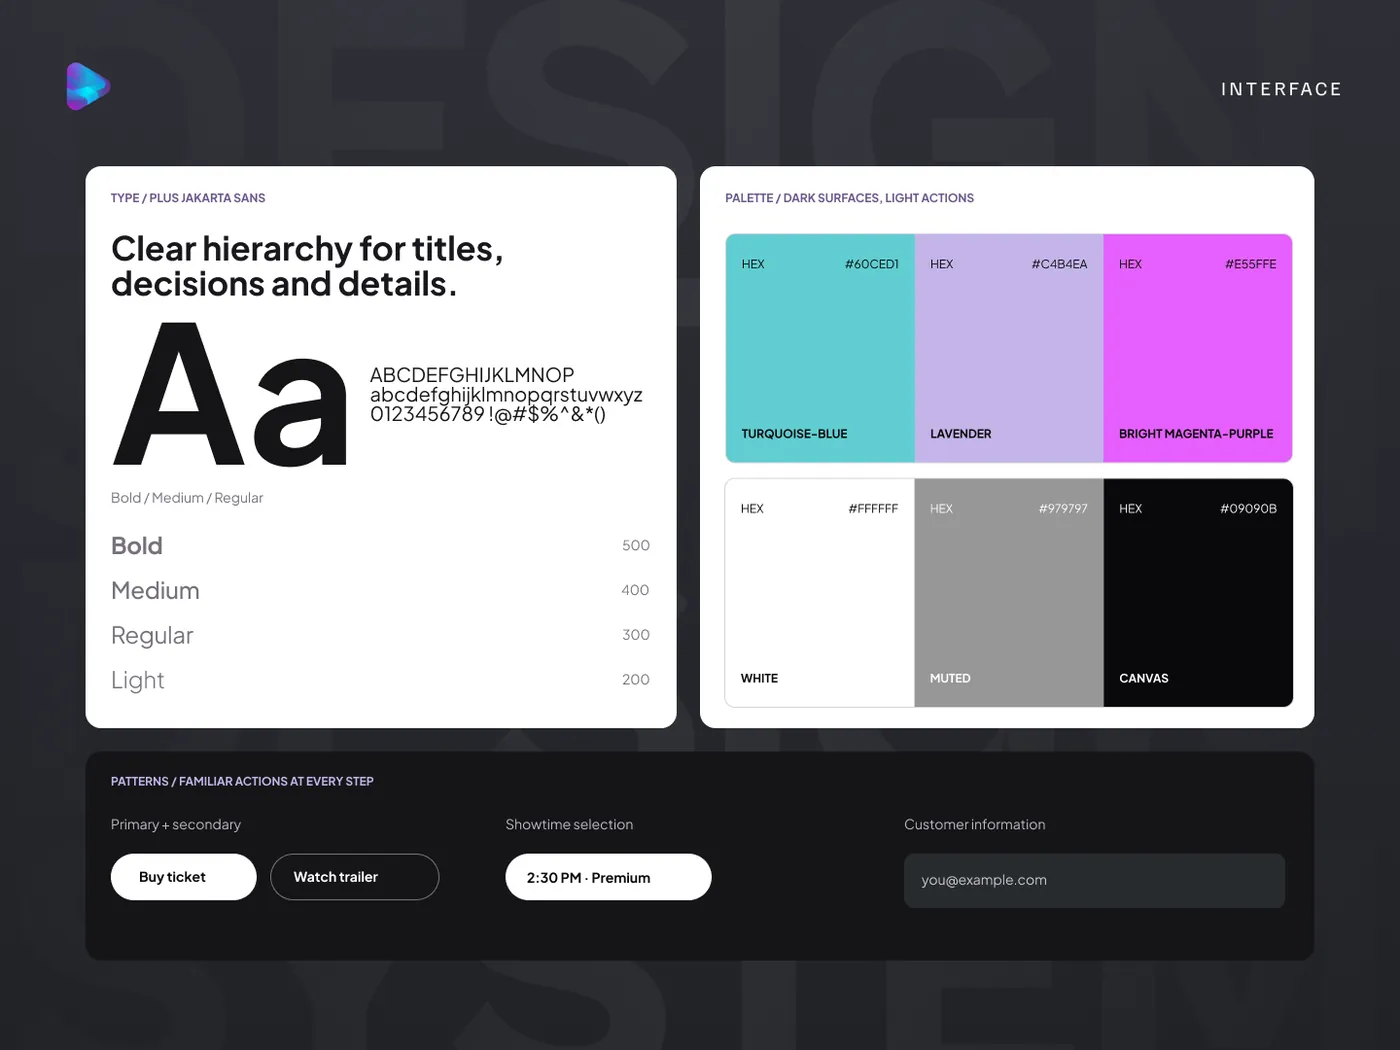 DESIGN
INTERFACE
TYPE / PLUS JAKARTA SANS
Clear hierarchy for titles,
decisions and details.
Aa
ABCDEFGHIJKLMNOP
abcdefghijklmnopqrstuvwxyz
0123456789 !@#$%^&*()
Bold / Medium / Regular
Bold 500
Medium 400
Regular 300
Light 200
PALETTE / DARK SURFACES, LIGHT ACTIONS
HEX #60CED1
TURQUOISE-BLUE
HEX #C4B4EA
LAVENDER
HEX #E55FFE
BRIGHT MAGENTA-PURPLE
HEX #FFFFFF
WHITE
HEX #979797
MUTED
HEX #09090B
CANVAS
PATTERNS / FAMILIAR ACTIONS AT EVERY STEP
Primary + secondary
Buy ticket
Watch trailer
Showtime selection
2:30 PM · Premium
Customer information
you@example.com
SYSTEM